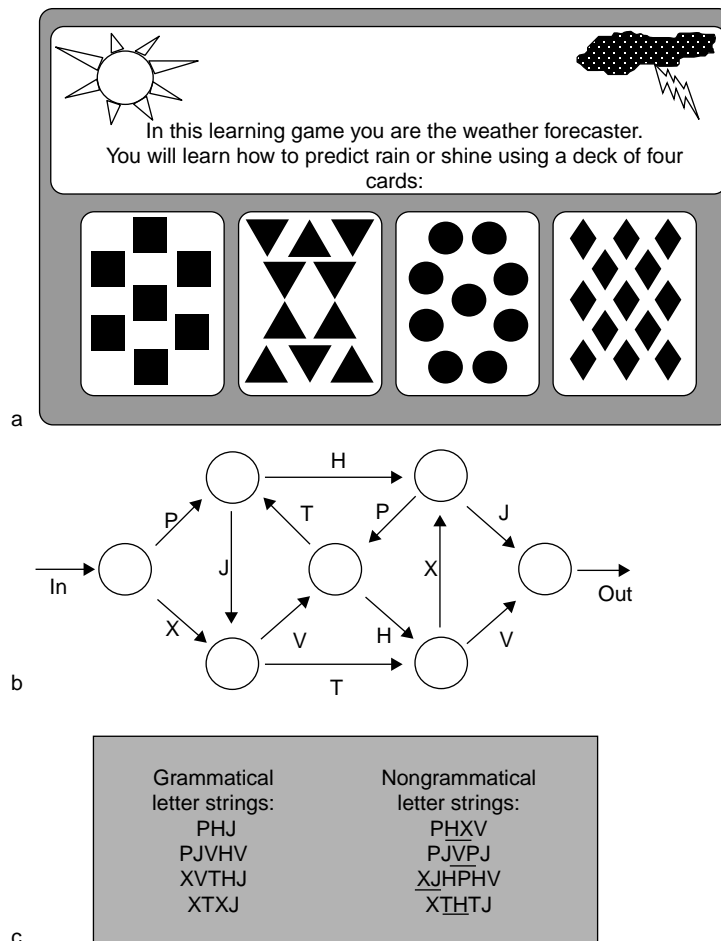 In this learning game you are the weather forecaster.
You will learn how to predict rain or shine using a deck of four
cards:
a
H
P
T
P
J
J
X
In
Out
X
V
H
V
T
b
Grammatical
letter strings:
PHJ
PJVHV
XVTHJ
XTXJ
Nongrammatical
letter strings:
PHXV
PJVPJ
XJHPHV
XTHTJ
c